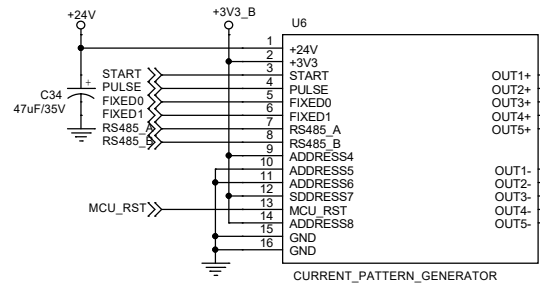 +24V
+3V3_B
U6
C34
+
47uF/35V
START
PULSE
FIXED0
FIXED1
RS485_A
RS485_B
MCU_RST
1 +24V
2 +3V3
3 START OUT1+
4 PULSE OUT2+
5 FIXED0 OUT3+
6 FIXED1 OUT4+
7 RS485_A OUT5+
8 RS485_B
9 ADDRESS4
10 ADDRESS5 OUT1-
11 ADDRESS6 OUT2-
12 SDDRESS7 OUT3-
13 MCU_RST OUT4-
14 ADDRESS8 OUT5-
15 GND
16 GND
CURRENT_PATTERN_GENERATOR